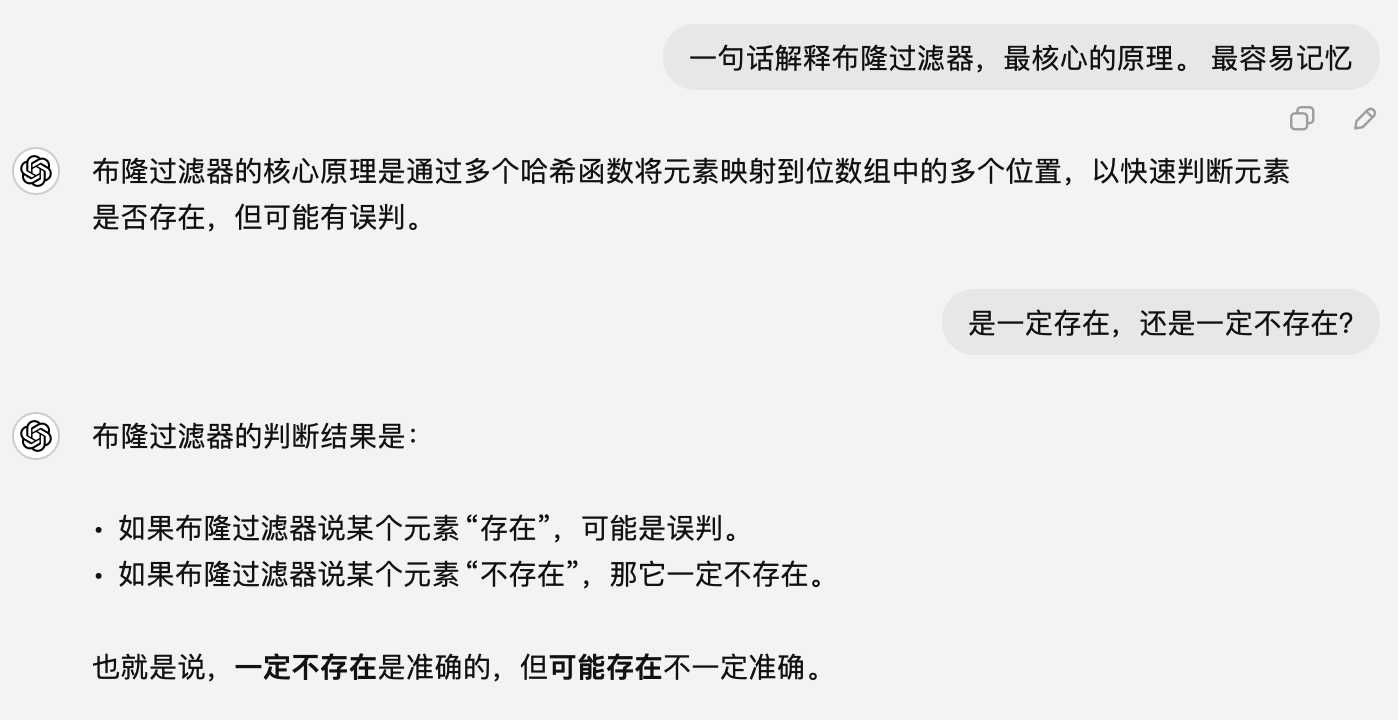 一句话解释布隆过滤器，最核心的原理。 最容易记忆
布隆过滤器的核心原理是通过多个哈希函数将元素映射到位数组中的多个位置，以快速判断元素
是否存在，但可能有误判。
是一定存在，还是一定不存在?
布隆过滤器的判断结果是：
• 如果布隆过滤器说某个元素“存在”，可能是误判。
• 如果布隆过滤器说某个元素“不存在”，那它一定不存在。
也就是说，一定不存在是准确的，但可能存在不一定准确。